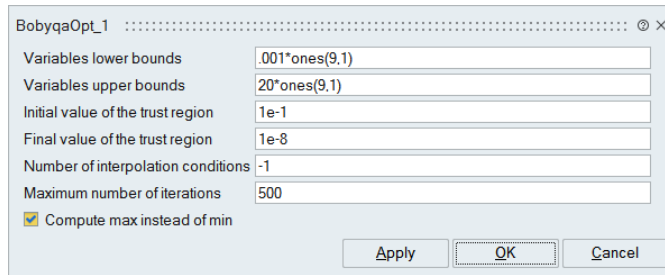 BobyqaOpt_1
Variables lower bounds .001*ones(9,1)
Variables upper bounds 20*ones(9,1)
Initial value of the trust region 1e-1
Final value of the trust region 1e-8
Number of interpolation conditions -1
Maximum number of iterations 500
Compute max instead of min
Apply OK Cancel